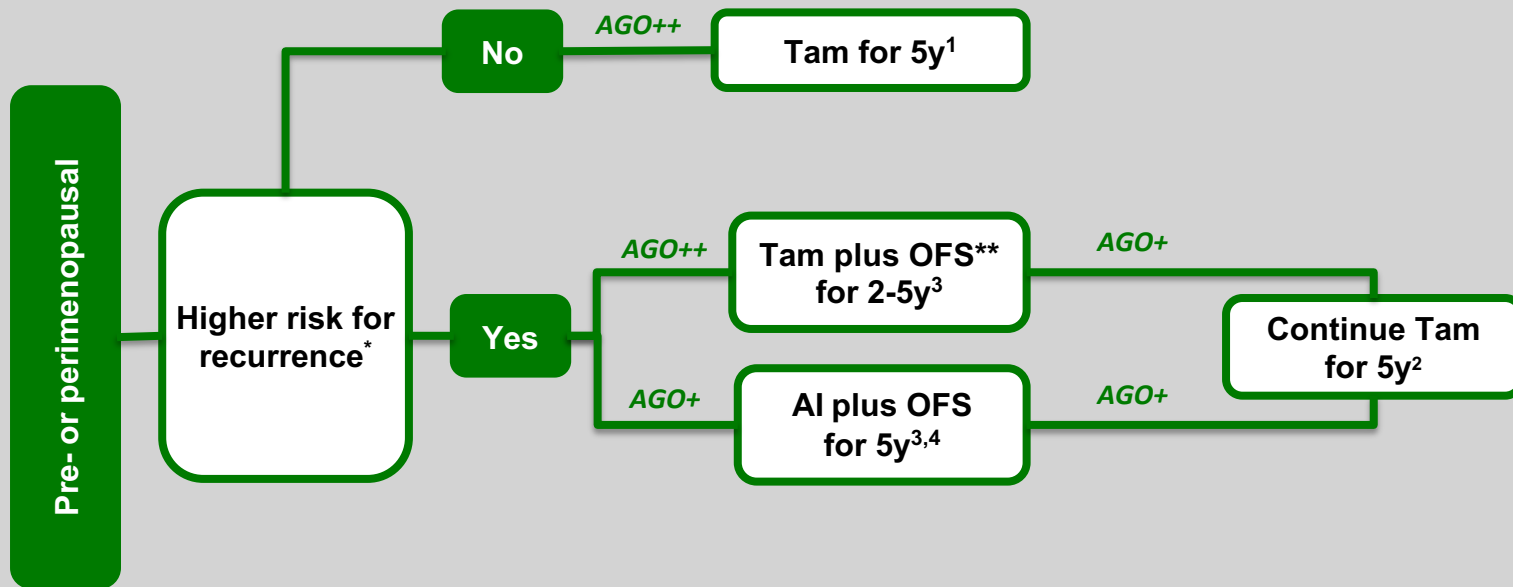 Pre- or perimenopausal
Higher risk for
recurrence*
No
AGO++
Tam for 5y¹
Yes
AGO++
Tam plus OFS**
for 2-5y³
AGO+
AGO+
AI plus OFS
for 5y³,⁴
AGO+
Continue Tam
for 5y²